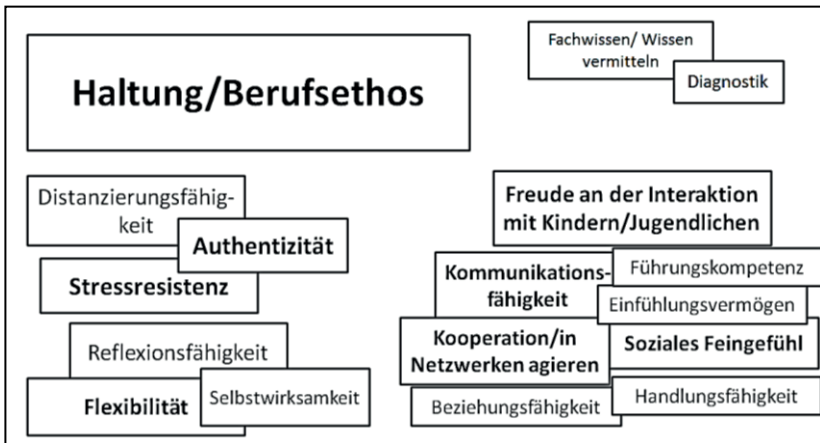 Haltung/Berufsethos
Fachwissen/ Wissen
vermitteln
Diagnostik
Distanzierungsfähig-
keit
Authentizität
Stressresistenz
Reflexionsfähigkeit
Flexibilität
Selbstwirksamkeit
Freude an der Interaktion
mit Kindern/Jugendlichen
Kommunikations-
fähigkeit
Führungskompetenz
Einfühlungsvermögen
Kooperation/in
Netzwerken agieren
Soziales Feingefühl
Beziehungsfähigkeit
Handlungsfähigkeit